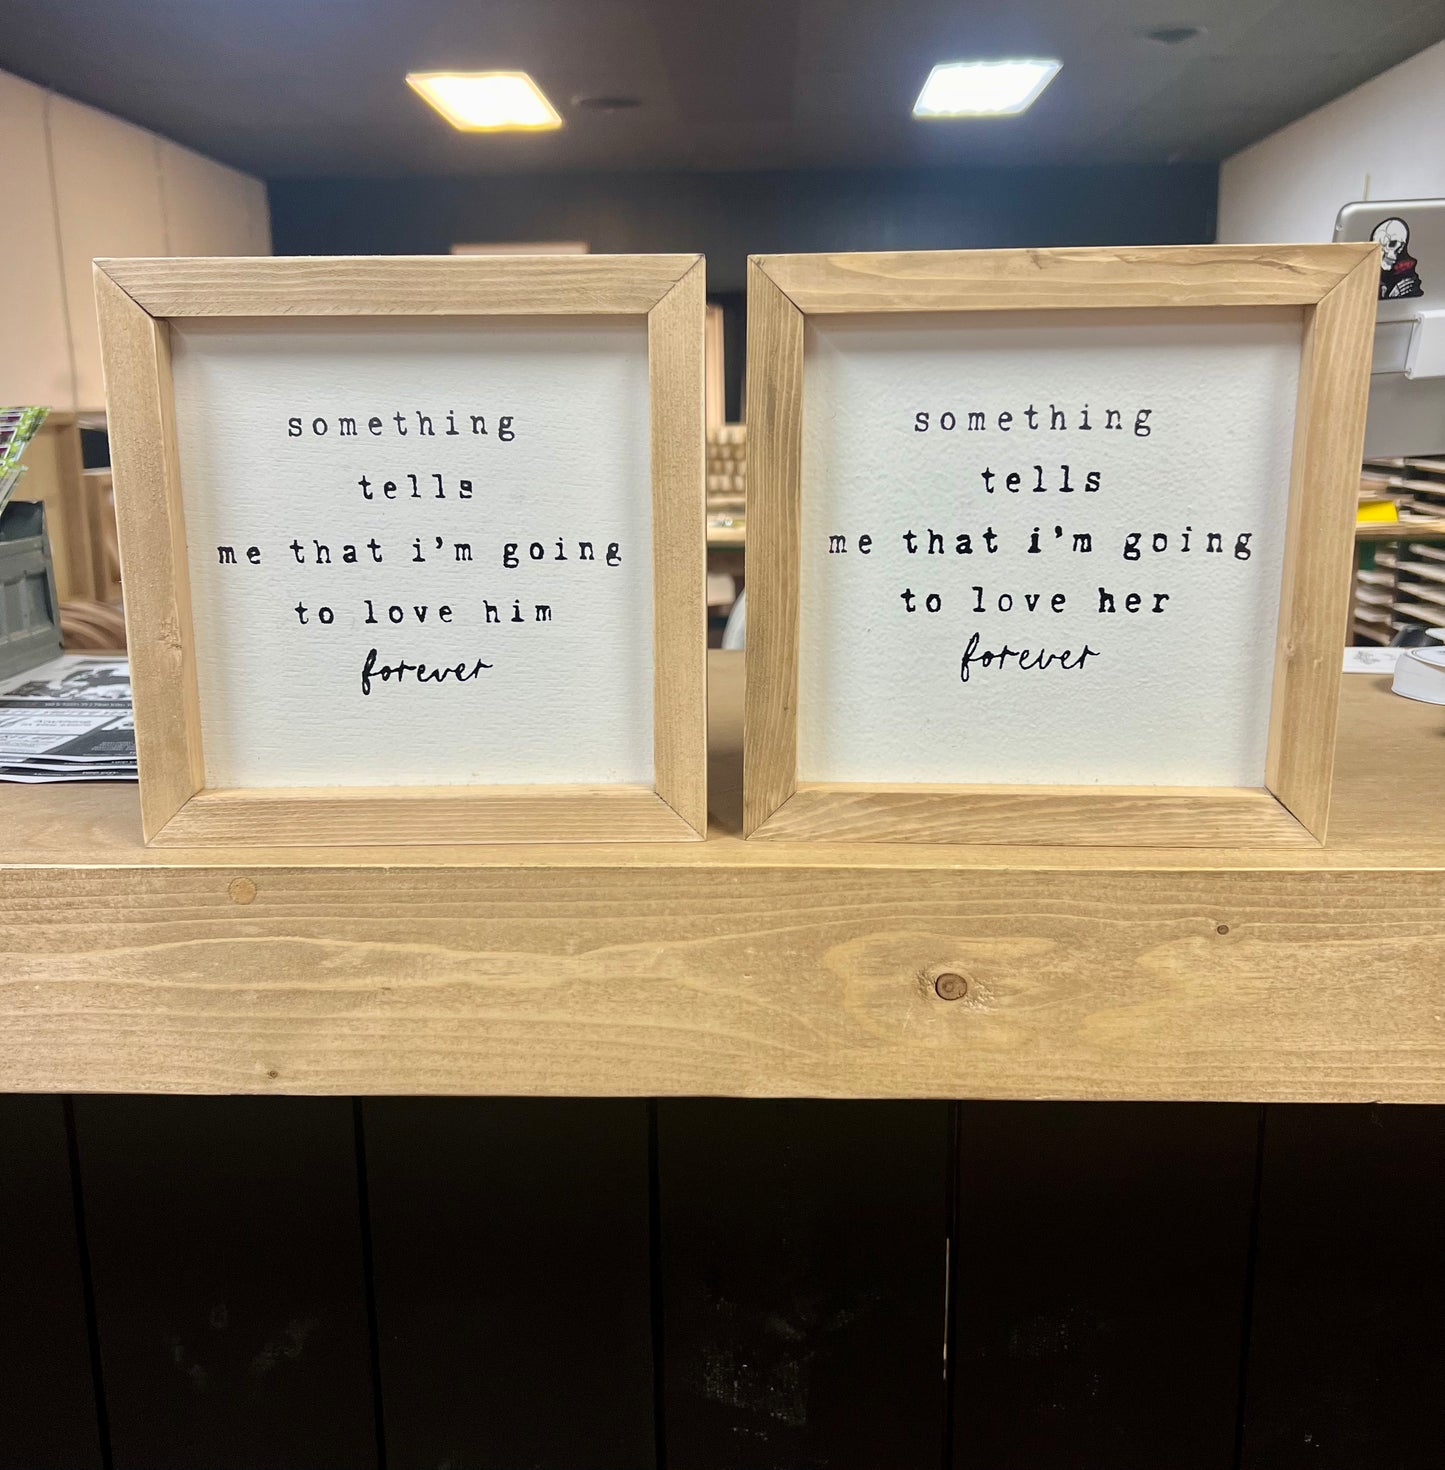 something
tells
me that i'm going
to love him
forever
something
tells
me that i'm going
to love her
forever